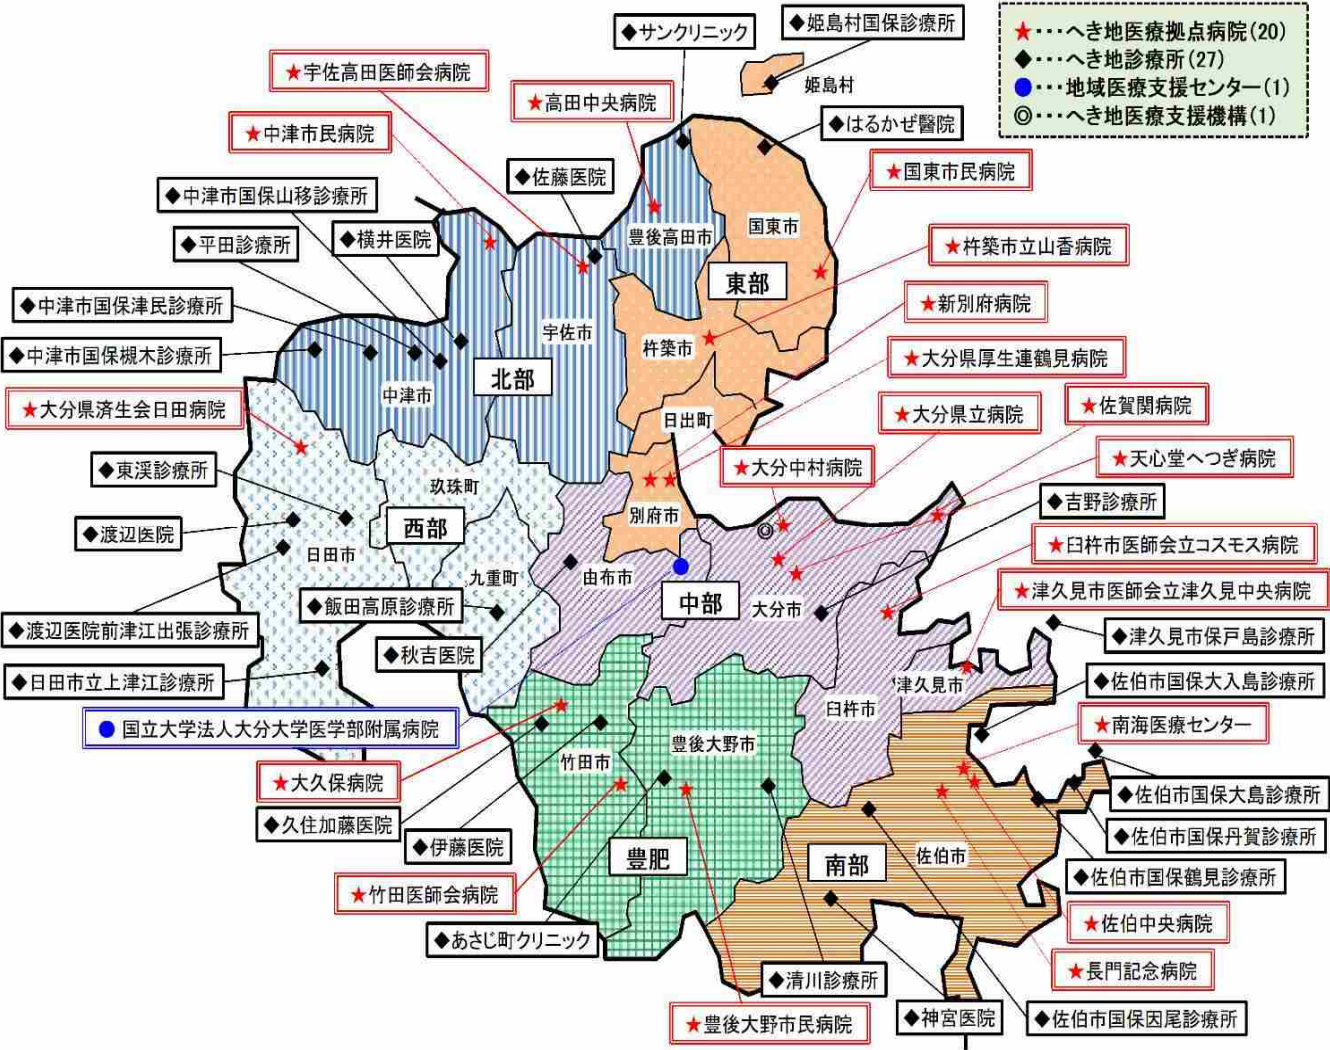 ★･･･へき地医療拠点病院(20)
◆･･･へき地診療所(27)
●･･･地域医療支援センター(1)
◎･･･へき地医療支援機構(1)
◆姫島村国保診療所
◆サンクリニック
姫島村
★宇佐高田医師会病院
★高田中央病院
◆はるかぜ醫院
★中津市民病院
◆佐藤医院
★国東市民病院
◆中津市国保山移診療所
国東市
豊後高田市
◆横井医院
◆平田診療所
★杵築市立山香病院
東部
◆中津市国保津民診療所
★新別府病院
宇佐市
杵築市
◆中津市国保槻木診療所
★大分県厚生連鶴見病院
北部
中津市
★大分県済生会日田病院
日出町
★大分県立病院
★佐賀関病院
◆東渓診療所
★大分中村病院
★天心堂へつぎ病院
玖珠町
◆吉野診療所
別府市
西部
◆渡辺医院
日田市
★臼杵市医師会立コスモス病院
九重町
由布市
中部
大分市
★津久見市医師会立津久見中央病院
◆飯田高原診療所
◆渡辺医院前津江出張診療所
◆津久見市保戸島診療所
◆秋吉医院
◆日田市立上津江診療所
津久見市
◆佐伯市国保大入島診療所
臼杵市
●国立大学法人大分大学医学部附属病院
★南海医療センター
豊後大野市
竹田市
★大久保病院
◆佐伯市国保大島診療所
◆久住加藤医院
◆佐伯市国保丹賀診療所
◆伊藤医院
豊肥
南部
佐伯市
◆佐伯市国保鶴見診療所
★竹田医師会病院
★佐伯中央病院
◆あさじ町クリニック
★長門記念病院
◆清川診療所
◆神宮医院
◆佐伯市国保因尾診療所
★豊後大野市民病院